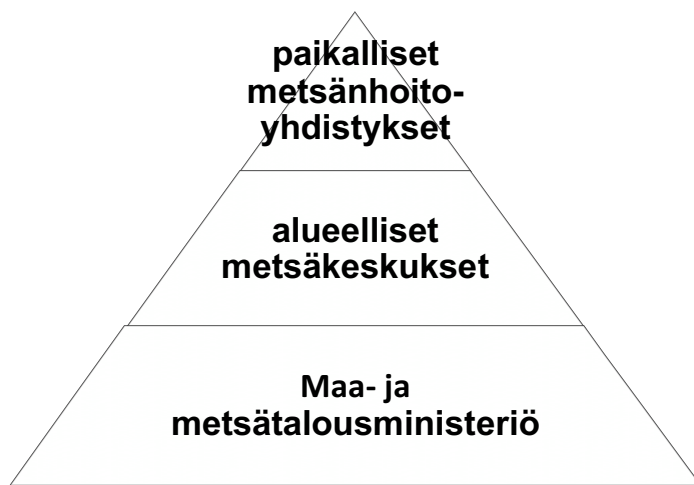 paikalliset
metsänhoito-
yhdistykset
alueelliset
metsäkeskukset
Maa- ja
metsätalousministeriö